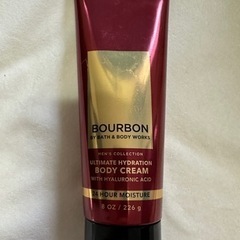 BOURBON
BY BATH & BODY WORKS
MEN'S COLLECTION
ULTIMATE HYDRATION
BODY CREAM
WITH HYALURONIC ACID
24 HOUR MOISTURE
8 OZ / 226 g